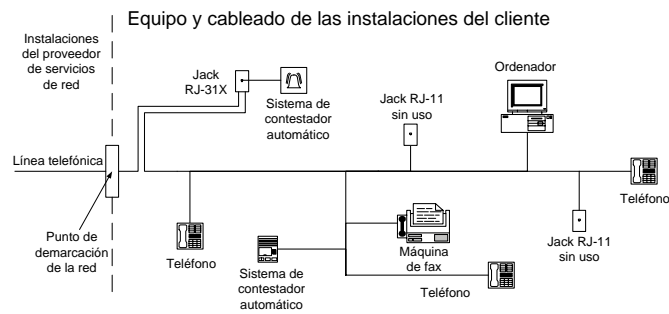 Equipo y cableado de las instalaciones del cliente
Instalaciones
del proveedor
de servicios
de red
Jack
RJ-31X
Sistema de
contestador
automático
Jack RJ-11
sin uso
Ordenador
Línea telefónica
Punto de
demarcación
de la red
Teléfono
Sistema de
contestador
automático
Máquina
de fax
Teléfono
Jack RJ-11
sin uso
Teléfono